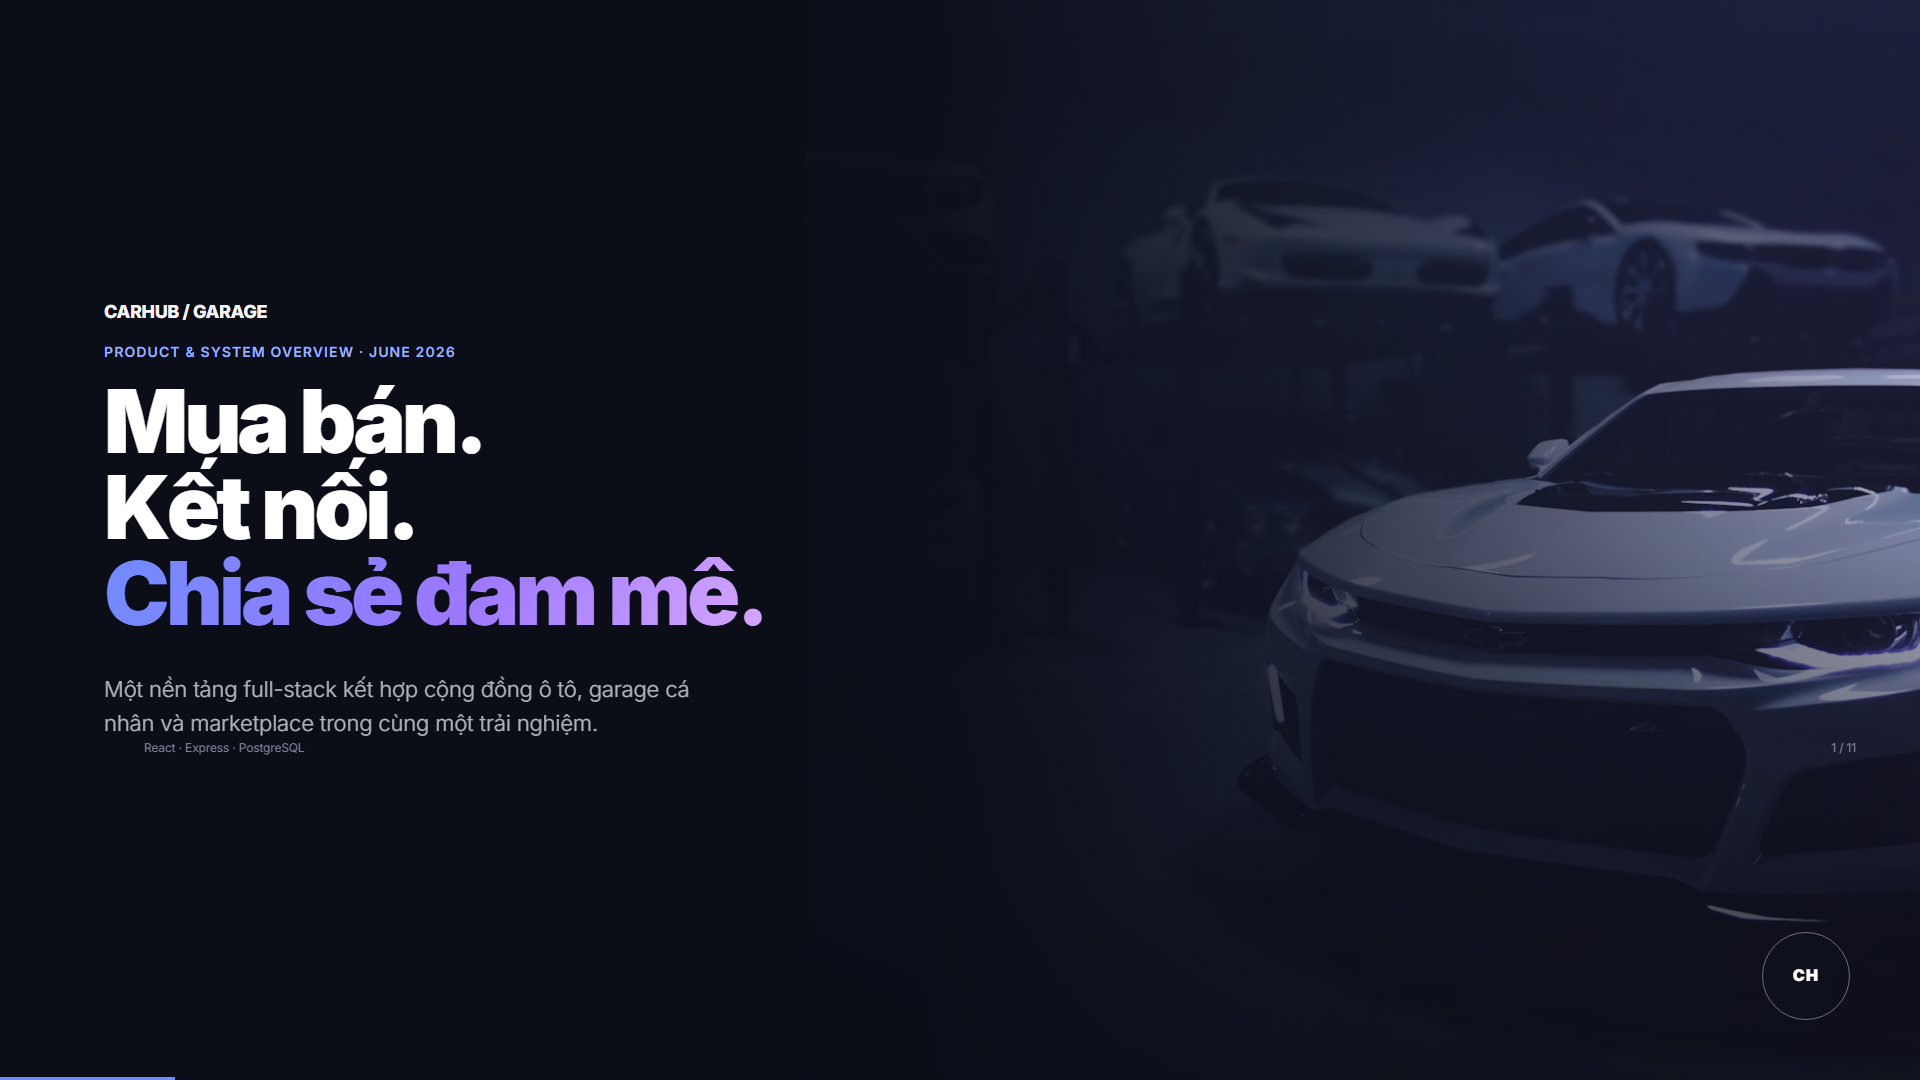 CARHUB / GARAGE
PRODUCT & SYSTEM OVERVIEW · JUNE 2026
Mua bán.
Kết nối.
Chia sẻ đam mê.
Một nền tảng full-stack kết hợp cộng đồng ô tô, garage cá
nhân và marketplace trong cùng một trải nghiệm.
React · Express · PostgreSQL
1 / 11
CH